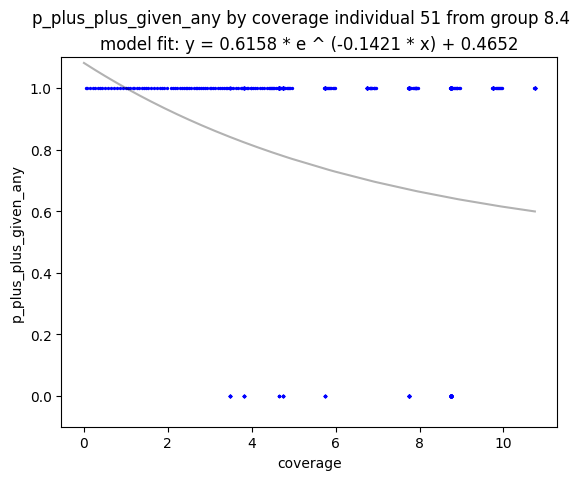 p_plus_plus_given_any by coverage individual 51 from group 8.4
model fit: y = 0.6158 * e ^ (-0.1421 * x) + 0.4652
p_plus_plus_given_any
1.0
0.8
0.6
0.4
0.2
0.0
0 2 4 6 8 10
coverage